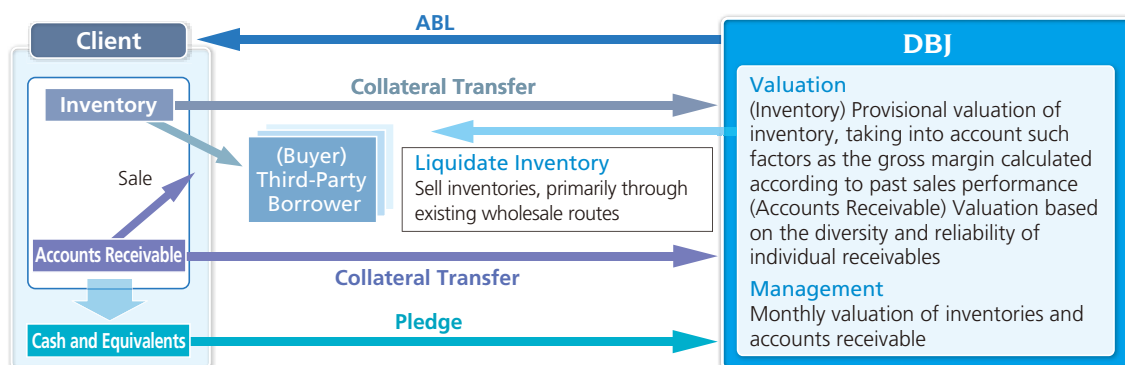 ABL
Client
DBJ
Collateral Transfer
Inventory
(Buyer)
Third-Party
Borrower
Sale
Liquidate Inventory
Sell inventories, primarily through
existing wholesale routes
Accounts Receivable
Collateral Transfer
Cash and Equivalents
Pledge
Valuation
(Inventory) Provisional valuation of
inventory, taking into account such
factors as the gross margin calculated
according to past sales performance
(Accounts Receivable) Valuation based
on the diversity and reliability of
individual receivables
Management
Monthly valuation of inventories and
accounts receivable